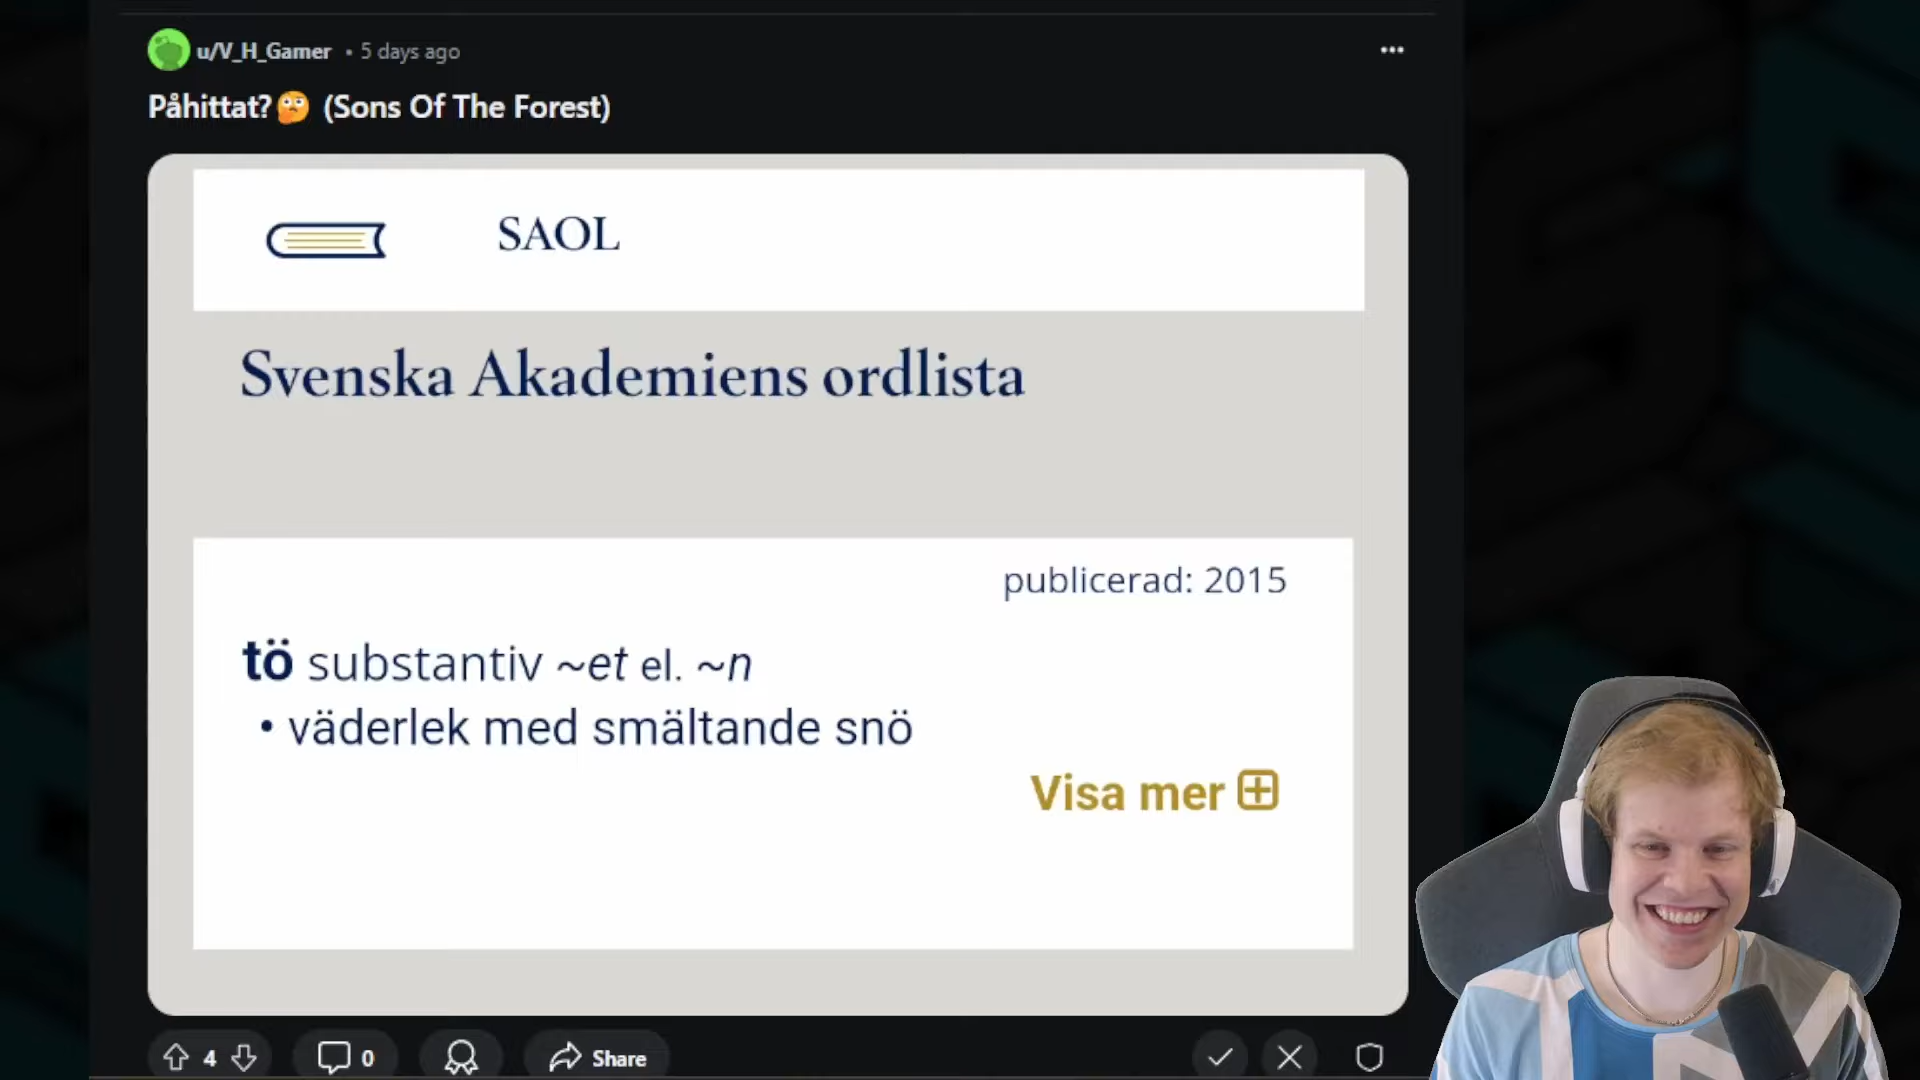 u/V_H_Gamer • 5 days ago
Påhittat?🤔 (Sons Of The Forest)
SAOL
Svenska Akademiens ordlista
publicerad: 2015
tö substantiv ~et el. ~n
• väderlek med smältande snö
Visa mer
4 0 Share